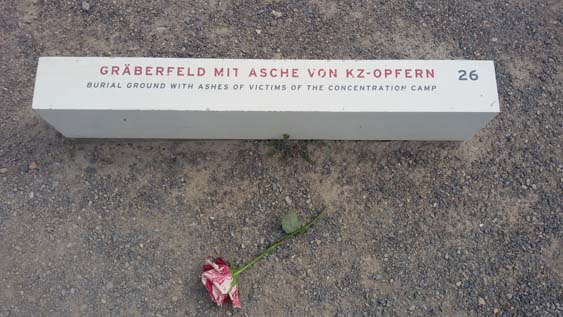 GRÄBERFELD MIT ASCHE VON KZ-OPFERN 26
BURIAL GROUND WITH ASHES OF VICTIMS OF THE CONCENTRATION CAMP